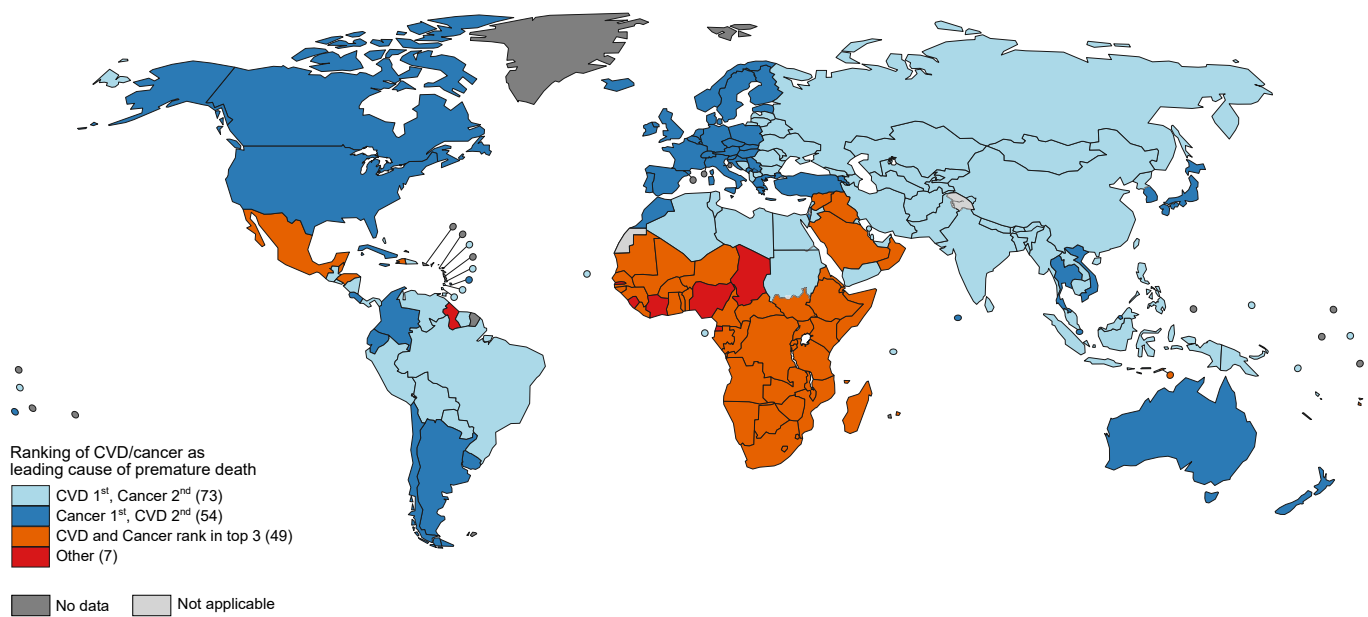 Ranking of CVD/cancer as
leading cause of premature death
CVD 1st, Cancer 2nd (73)
Cancer 1st, CVD 2nd (54)
CVD and Cancer rank in top 3 (49)
Other (7)
No data
Not applicable